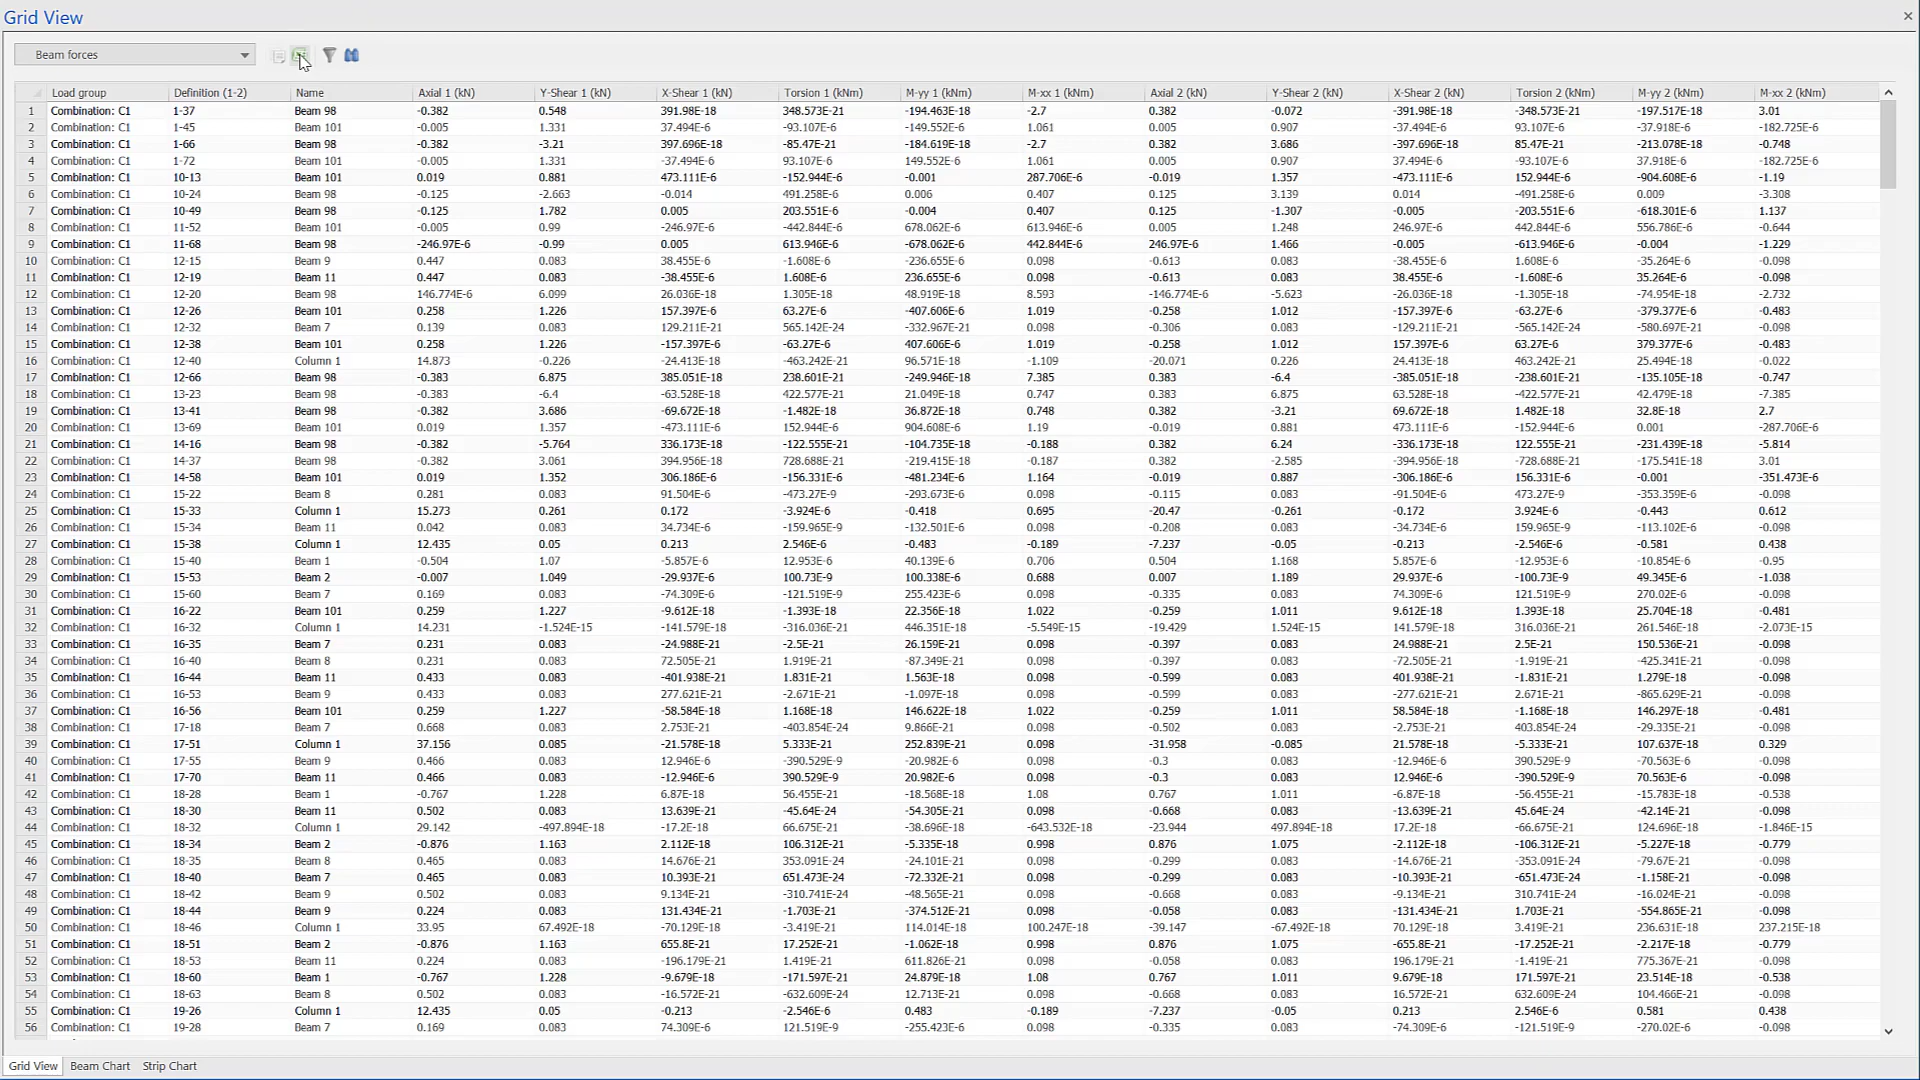 Grid View
Beam forces
Load group Definition (1-2) Name Axial 1 (kN) Y-Shear 1 (kN) X-Shear 1 (kN) Torsion 1 (kNm) M-yy 1 (kNm) M-xx 1 (kNm) Axial 2 (kN) Y-Shear 2 (kN) X-Shear 2 (kN) Torsion 2 (kNm) M-yy 2 (kNm) M-xx 2 (kNm)
1 Combination: C1 1-37 Beam 98 -0.382 0.548 391.98E-18 348.573E-21 -194.463E-18 -2.7 0.382 -0.072 -391.98E-18 -348.573E-21 -197.517E-18 3.01
2 Combination: C1 1-45 Beam 101 -0.005 1.331 37.494E-6 -93.107E-6 -149.552E-6 1.061 0.005 0.907 -37.494E-6 93.107E-6 -37.918E-6 -182.725E-6
3 Combination: C1 1-66 Beam 98 -0.382 -3.21 397.696E-18 -85.47E-21 -184.619E-18 -2.7 0.382 3.686 -397.696E-18 85.47E-21 -213.078E-18 -0.748
4 Combination: C1 1-72 Beam 101 -0.005 1.331 -37.494E-6 93.107E-6 149.552E-6 1.061 0.005 0.907 37.494E-6 -93.107E-6 37.918E-6 -182.725E-6
5 Combination: C1 10-13 Beam 101 0.019 0.881 473.111E-6 -152.944E-6 -0.001 287.706E-6 -0.019 1.357 -473.111E-6 152.944E-6 -904.608E-6 -1.19
6 Combination: C1 10-24 Beam 98 -0.125 -2.663 -0.014 491.258E-6 0.006 0.407 0.125 3.139 0.014 -491.258E-6 0.009 -3.308
7 Combination: C1 10-49 Beam 98 -0.125 1.782 0.005 203.551E-6 -0.004 0.407 0.125 -1.307 -0.005 -203.551E-6 -618.301E-6 1.137
8 Combination: C1 11-52 Beam 101 -0.005 0.99 -246.97E-6 -442.844E-6 678.062E-6 613.946E-6 0.005 1.248 246.97E-6 442.844E-6 556.786E-6 -0.644
9 Combination: C1 11-68 Beam 98 -246.97E-6 -0.99 0.005 613.946E-6 -678.062E-6 442.844E-6 246.97E-6 1.466 -0.005 -613.946E-6 -0.004 -1.229
10 Combination: C1 12-15 Beam 9 0.447 0.083 38.455E-6 -1.608E-6 -236.655E-6 0.098 -0.613 0.083 -38.455E-6 1.608E-6 -35.264E-6 -0.098
11 Combination: C1 12-19 Beam 11 0.447 0.083 -38.455E-6 1.608E-6 236.655E-6 0.098 -0.613 0.083 38.455E-6 -1.608E-6 35.264E-6 -0.098
12 Combination: C1 12-20 Beam 98 146.774E-6 6.099 26.036E-18 1.305E-18 48.919E-18 8.593 -146.774E-6 -5.623 -26.036E-18 -1.305E-18 -74.954E-18 -2.732
13 Combination: C1 12-26 Beam 101 0.258 1.226 157.397E-6 63.27E-6 -407.606E-6 1.019 -0.258 1.012 -157.397E-6 -63.27E-6 -379.377E-6 -0.483
14 Combination: C1 12-32 Beam 7 0.139 0.083 129.211E-21 565.142E-24 -332.967E-21 0.098 -0.306 0.083 -129.211E-21 -565.142E-24 -580.697E-21 -0.098
15 Combination: C1 12-38 Beam 101 0.258 1.226 -157.397E-6 -63.27E-6 407.606E-6 1.019 -0.258 1.012 157.397E-6 63.27E-6 379.377E-6 -0.483
16 Combination: C1 12-40 Column 1 14.873 -0.226 -24.413E-18 -463.242E-21 96.571E-18 -1.109 -20.071 0.226 24.413E-18 463.242E-21 25.494E-18 -0.022
17 Combination: C1 12-66 Beam 98 -0.383 6.875 385.051E-18 238.601E-21 -249.946E-18 7.385 0.383 -6.4 -385.051E-18 -238.601E-21 -135.105E-18 -0.747
18 Combination: C1 13-23 Beam 98 -0.383 -6.4 -63.528E-18 422.577E-21 21.049E-18 0.747 0.383 6.875 63.528E-18 -422.577E-21 42.479E-18 -7.385
19 Combination: C1 13-41 Beam 98 -0.382 3.686 -69.672E-18 -1.482E-18 36.872E-18 0.748 0.382 -3.21 69.672E-18 1.482E-18 32.8E-18 2.7
20 Combination: C1 13-69 Beam 101 0.019 1.357 -473.111E-6 152.944E-6 904.608E-6 1.19 -0.019 0.881 473.111E-6 -152.944E-6 0.001 -287.706E-6
21 Combination: C1 14-16 Beam 98 -0.382 -5.764 336.173E-18 -122.555E-21 -104.735E-18 -0.188 0.382 6.24 -336.173E-18 122.555E-21 -231.439E-18 -5.814
22 Combination: C1 14-37 Beam 98 -0.382 3.061 394.956E-18 728.688E-21 -219.415E-18 -0.187 0.382 -2.585 -394.956E-18 -728.688E-21 -175.541E-18 3.01
23 Combination: C1 14-58 Beam 101 0.019 1.352 306.186E-6 -156.331E-6 -481.234E-6 1.164 -0.019 0.887 -306.186E-6 156.331E-6 -0.001 -351.473E-6
24 Combination: C1 15-22 Beam 8 0.281 0.083 91.504E-6 -473.27E-9 -293.673E-6 0.098 -0.115 0.083 -91.504E-6 473.27E-9 -353.359E-6 -0.098
25 Combination: C1 15-33 Column 1 15.273 0.261 0.172 -3.924E-6 -0.418 0.695 -20.47 -0.261 -0.172 3.924E-6 -0.443 0.612
26 Combination: C1 15-34 Beam 11 0.042 0.083 34.734E-6 -159.965E-9 -132.501E-6 0.098 -0.208 0.083 -34.734E-6 159.965E-9 -113.102E-6 -0.098
27 Combination: C1 15-38 Column 1 12.435 0.05 0.213 2.546E-6 -0.483 -0.189 -7.237 -0.05 -0.213 -2.546E-6 -0.581 0.438
28 Combination: C1 15-40 Beam 1 -0.504 1.07 -5.857E-6 12.953E-6 40.139E-6 0.706 0.504 1.168 5.857E-6 -12.953E-6 -10.854E-6 -0.95
29 Combination: C1 15-53 Beam 2 -0.007 1.049 -29.937E-6 100.73E-9 100.338E-6 0.688 0.007 1.189 29.937E-6 -100.73E-9 49.345E-6 -1.038
30 Combination: C1 15-60 Beam 7 0.169 0.083 -74.309E-6 -121.519E-9 255.423E-6 0.098 -0.335 0.083 74.309E-6 121.519E-9 270.02E-6 -0.098
31 Combination: C1 16-22 Beam 101 0.259 1.227 -9.612E-18 -1.393E-18 22.356E-18 1.022 -0.259 1.011 9.612E-18 1.393E-18 25.704E-18 -0.481
32 Combination: C1 16-32 Column 1 14.231 -1.524E-15 -141.579E-18 -316.036E-21 446.351E-18 -5.549E-15 -19.429 1.524E-15 141.579E-18 316.036E-21 261.546E-18 -2.073E-15
33 Combination: C1 16-35 Beam 7 0.231 0.083 -24.988E-21 -2.5E-21 26.159E-21 0.098 -0.397 0.083 24.988E-21 2.5E-21 150.536E-21 -0.098
34 Combination: C1 16-40 Beam 8 0.231 0.083 72.505E-21 1.919E-21 -87.349E-21 0.098 -0.397 0.083 -72.505E-21 -1.919E-21 -425.341E-21 -0.098
35 Combination: C1 16-44 Beam 11 0.433 0.083 -401.938E-21 1.831E-21 1.563E-18 0.098 -0.599 0.083 401.938E-21 -1.831E-21 1.279E-18 -0.098
36 Combination: C1 16-53 Beam 9 0.433 0.083 277.621E-21 -2.671E-21 -1.097E-18 0.098 -0.599 0.083 -277.621E-21 2.671E-21 -865.629E-21 -0.098
37 Combination: C1 16-56 Beam 101 0.259 1.227 -58.584E-18 1.168E-18 146.622E-18 1.022 -0.259 1.011 58.584E-18 -1.168E-18 146.297E-18 -0.481
38 Combination: C1 17-18 Beam 7 0.668 0.083 2.753E-21 -403.854E-24 9.866E-21 0.098 -0.502 0.083 -2.753E-21 403.854E-24 -29.335E-21 -0.098
39 Combination: C1 17-51 Column 1 37.156 0.085 -21.578E-18 5.333E-21 252.839E-21 0.098 -31.958 -0.085 21.578E-18 -5.333E-21 107.637E-18 0.329
40 Combination: C1 17-55 Beam 9 0.466 0.083 12.946E-6 -390.529E-9 -20.982E-6 0.098 -0.3 0.083 -12.946E-6 390.529E-9 -70.563E-6 -0.098
41 Combination: C1 17-70 Beam 11 0.466 0.083 -12.946E-6 390.529E-9 20.982E-6 0.098 -0.3 0.083 12.946E-6 -390.529E-9 70.563E-6 -0.098
42 Combination: C1 18-28 Beam 1 -0.767 1.228 6.87E-18 56.455E-21 -18.568E-18 1.08 0.767 1.011 -6.87E-18 -56.455E-21 -15.783E-18 -0.538
43 Combination: C1 18-30 Beam 11 0.502 0.083 13.639E-21 -45.64E-24 -54.305E-21 0.098 -0.668 0.083 -13.639E-21 45.64E-24 -42.14E-21 -0.098
44 Combination: C1 18-32 Column 1 29.142 -497.894E-18 -17.2E-18 66.675E-21 -38.696E-18 -643.532E-18 -23.944 497.894E-18 17.2E-18 -66.675E-21 124.696E-18 -1.846E-15
45 Combination: C1 18-34 Beam 2 -0.876 1.163 2.112E-18 106.312E-21 -5.335E-18 0.998 0.876 1.075 -2.112E-18 -106.312E-21 -5.227E-18 -0.779
46 Combination: C1 18-35 Beam 8 0.465 0.083 14.676E-21 353.091E-24 -24.101E-21 0.098 -0.299 0.083 -14.676E-21 -353.091E-24 -79.67E-21 -0.098
47 Combination: C1 18-40 Beam 7 0.465 0.083 10.393E-21 651.473E-24 -72.332E-21 0.098 -0.299 0.083 -10.393E-21 -651.473E-24 -1.158E-21 -0.098
48 Combination: C1 18-42 Beam 9 0.502 0.083 9.134E-21 -310.741E-24 -48.565E-21 0.098 -0.668 0.083 -9.134E-21 310.741E-24 -16.024E-21 -0.098
49 Combination: C1 18-44 Beam 9 0.224 0.083 131.434E-21 -1.703E-21 -374.512E-21 0.098 -0.058 0.083 -131.434E-21 1.703E-21 -554.865E-21 -0.098
50 Combination: C1 18-46 Column 1 33.95 67.492E-18 -70.129E-18 -3.419E-21 114.014E-18 100.247E-18 -39.147 -67.492E-18 70.129E-18 3.419E-21 236.631E-18 237.215E-18
51 Combination: C1 18-51 Beam 2 -0.876 1.163 655.8E-21 17.252E-21 -1.062E-18 0.998 0.876 1.075 -655.8E-21 -17.252E-21 -2.217E-18 -0.779
52 Combination: C1 18-53 Beam 11 0.224 0.083 -196.179E-21 1.419E-21 611.826E-21 0.098 -0.058 0.083 196.179E-21 -1.419E-21 775.367E-21 -0.098
53 Combination: C1 18-60 Beam 1 -0.767 1.228 -9.679E-18 -171.597E-21 24.879E-18 1.08 0.767 1.011 9.679E-18 171.597E-21 23.514E-18 -0.538
54 Combination: C1 18-63 Beam 8 0.502 0.083 -16.572E-21 -632.609E-24 12.713E-21 0.098 -0.668 0.083 16.572E-21 632.609E-24 104.466E-21 -0.098
55 Combination: C1 19-26 Column 1 12.435 0.05 -0.213 -2.546E-6 0.483 -0.189 -7.237 -0.05 0.213 2.546E-6 0.581 0.438
56 Combination: C1 19-28 Beam 7 0.169 0.083 74.309E-6 121.519E-9 -255.423E-6 0.098 -0.335 0.083 -74.309E-6 -121.519E-9 -270.02E-6 -0.098
Grid View Beam Chart Strip Chart